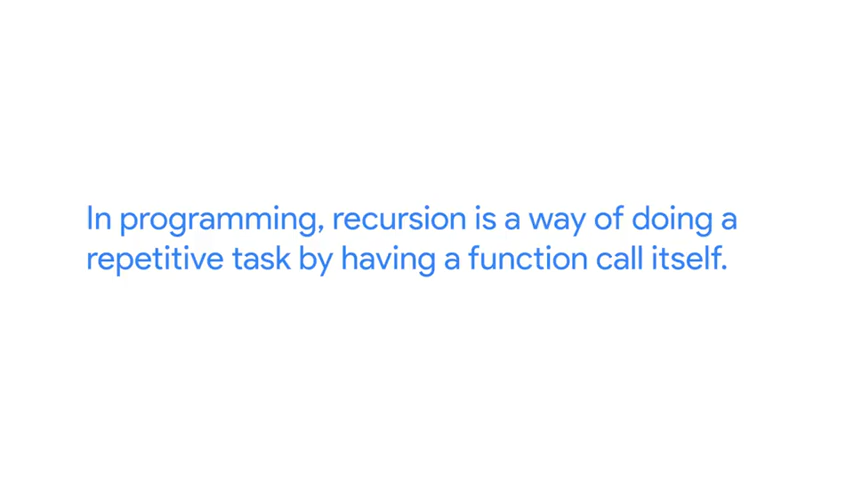 In programming, recursion is a way of doing a
repetitive task by having a function call itself.